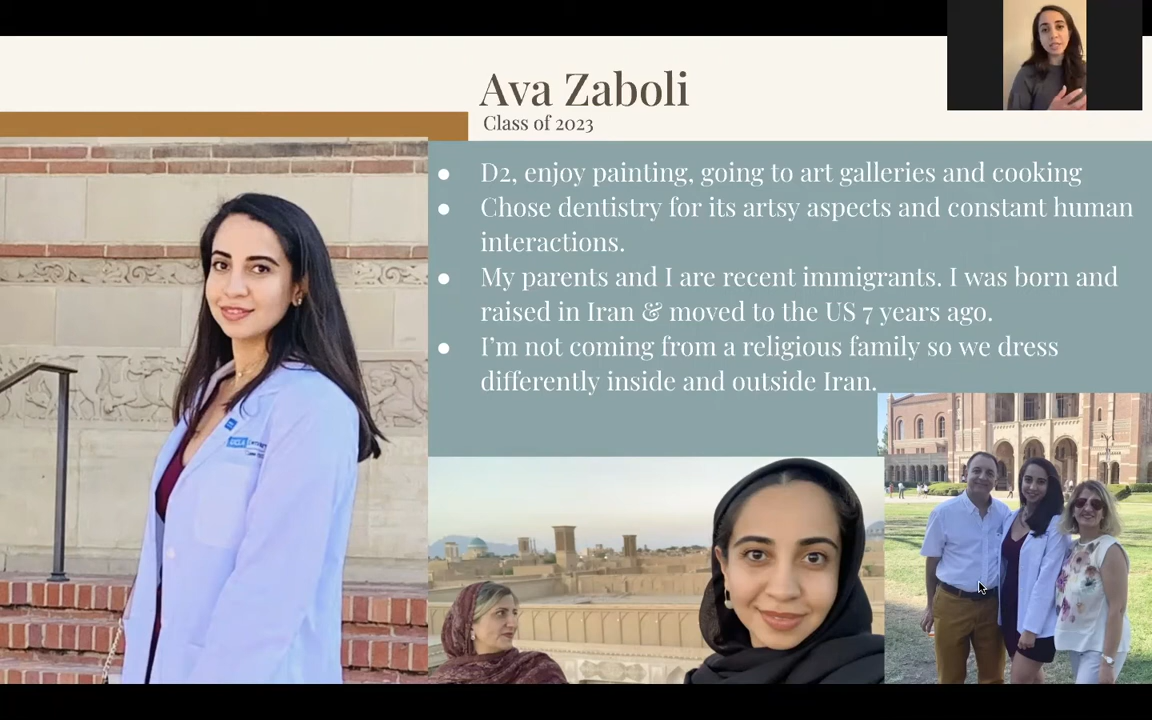 Ava Zaboli
Class of 2023
● D2, enjoy painting, going to art galleries and cooking
● Chose dentistry for its artsy aspects and constant human
interactions.
● My parents and I are recent immigrants. I was born and
raised in Iran & moved to the US 7 years ago.
● I'm not coming from a religious family so we dress
differently inside and outside Iran.
UCLA